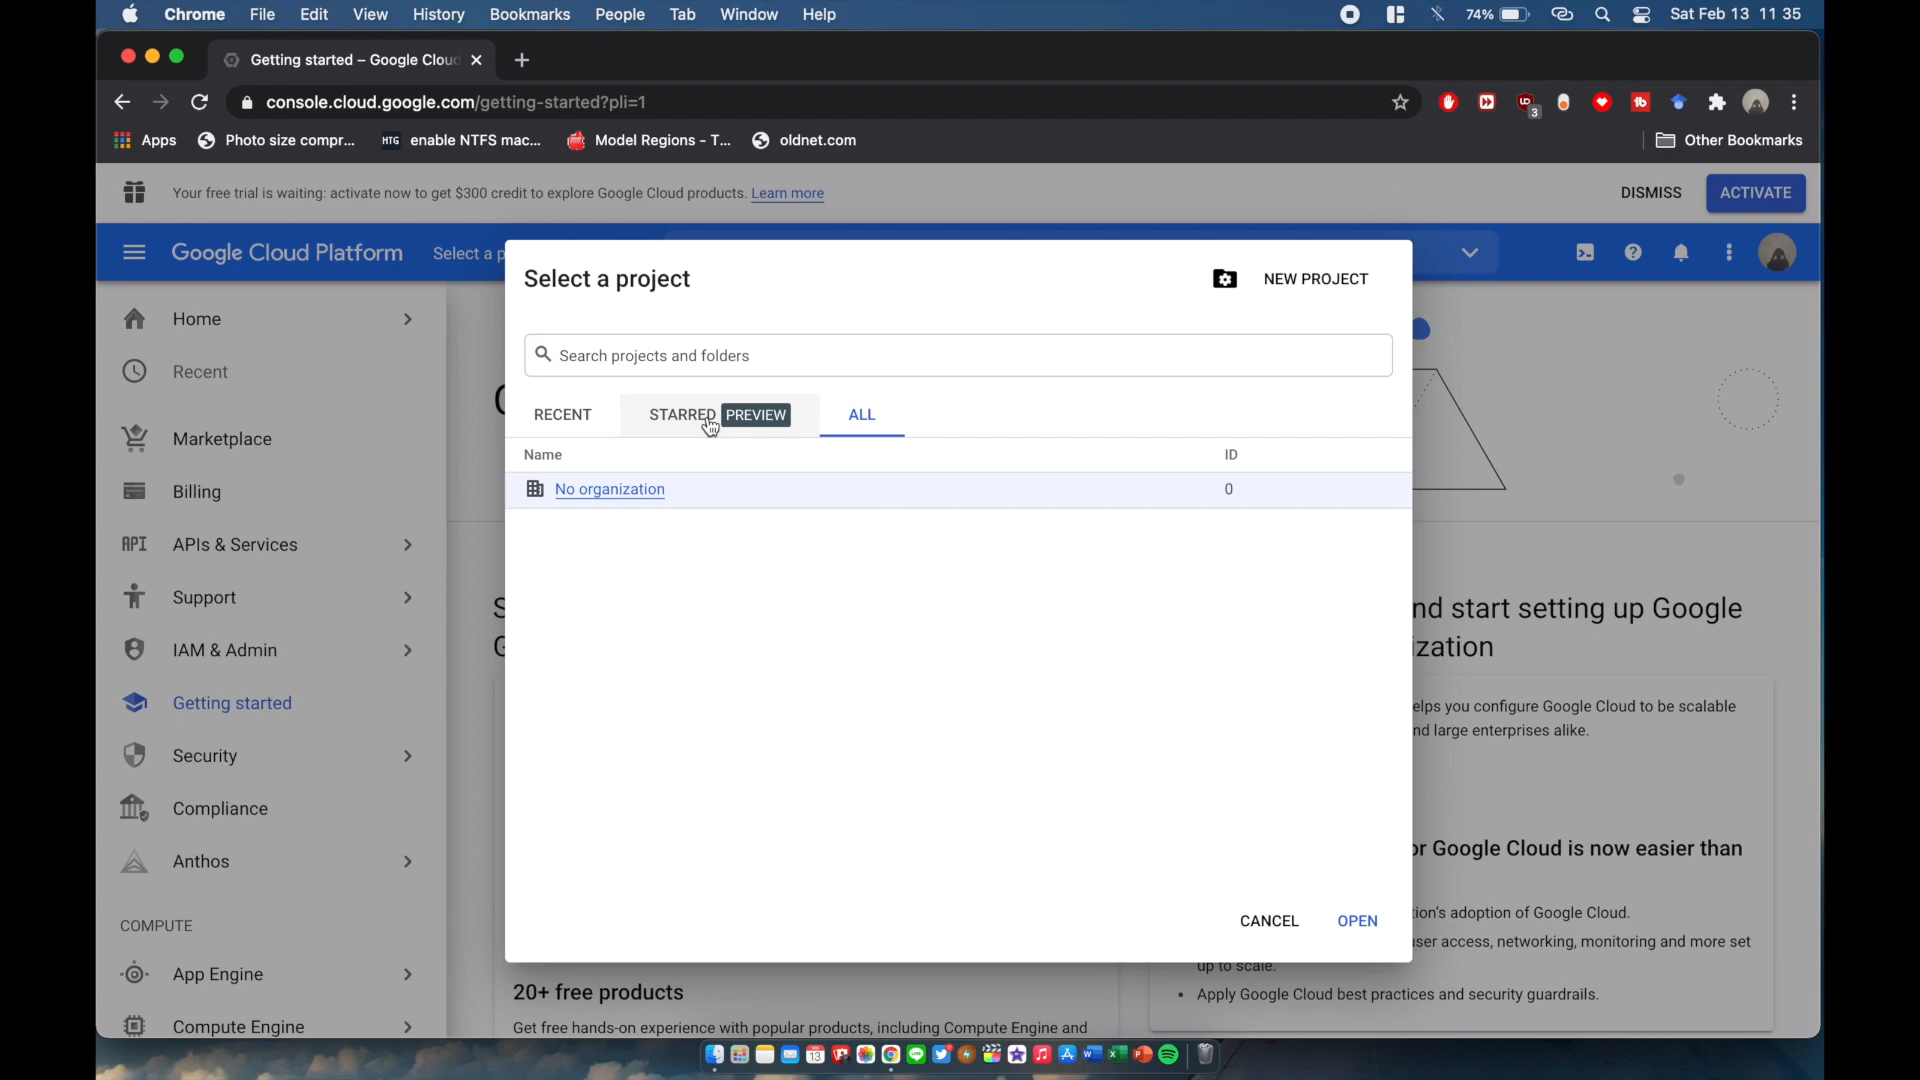 Chrome File Edit View History Bookmarks People Tab Window Help 74% Sat Feb 13 11 35
Getting started – Google Clou
console.cloud.google.com/getting-started?pli=1
3
Apps Photo size compr... HTG enable NTFS mac... Model Regions - T... oldnet.com Other Bookmarks
Your free trial is waiting: activate now to get $300 credit to explore Google Cloud products. Learn more DISMISS ACTIVATE
Google Cloud Platform Select a p
Select a project NEW PROJECT
Search projects and folders
RECENT STARRED PREVIEW ALL
Name ID
No organization 0
CANCEL OPEN
Home
Recent
Marketplace
Billing
API APIs & Services
Support
IAM & Admin
Getting started
Security
Compliance
Anthos
COMPUTE
App Engine
Compute Engine
nd start setting up Google
ization
elps you configure Google Cloud to be scalable
nd large enterprises alike.
or Google Cloud is now easier than
tion's adoption of Google Cloud.
user access, networking, monitoring and more set
up to scale.
• Apply Google Cloud best practices and security guardrails.
20+ free products
Get free hands-on experience with popular products, including Compute Engine and